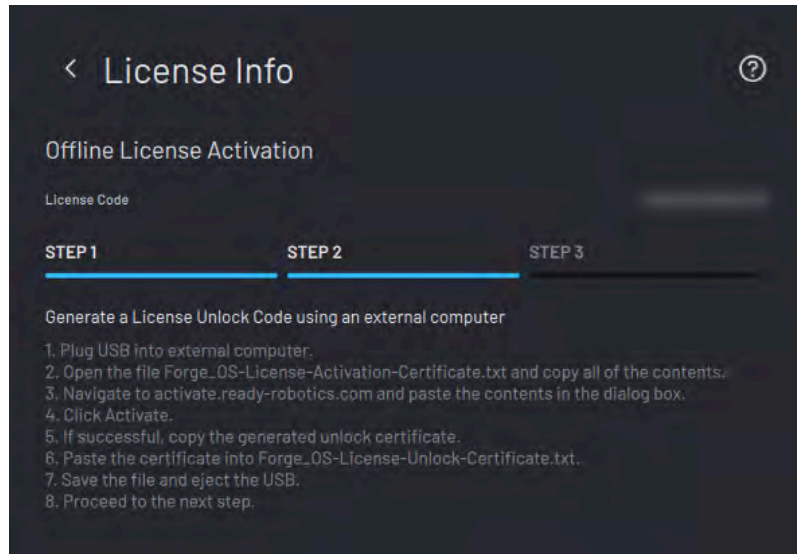 License Info
Offline License Activation
License Code
STEP 1 STEP 2 STEP 3
Generate a License Unlock Code using an external computer
1. Plug USB into external computer.
2. Open the file Forge_OS-License-Activation-Certificate.txt and copy all of the contents.
3. Navigate to activate.ready-robotics.com and paste the contents in the dialog box.
4. Click Activate.
5. If successful, copy the generated unlock certificate.
6. Paste the certificate into Forge_OS-License-Unlock-Certificate.txt.
7. Save the file and eject the USB.
8. Proceed to the next step.